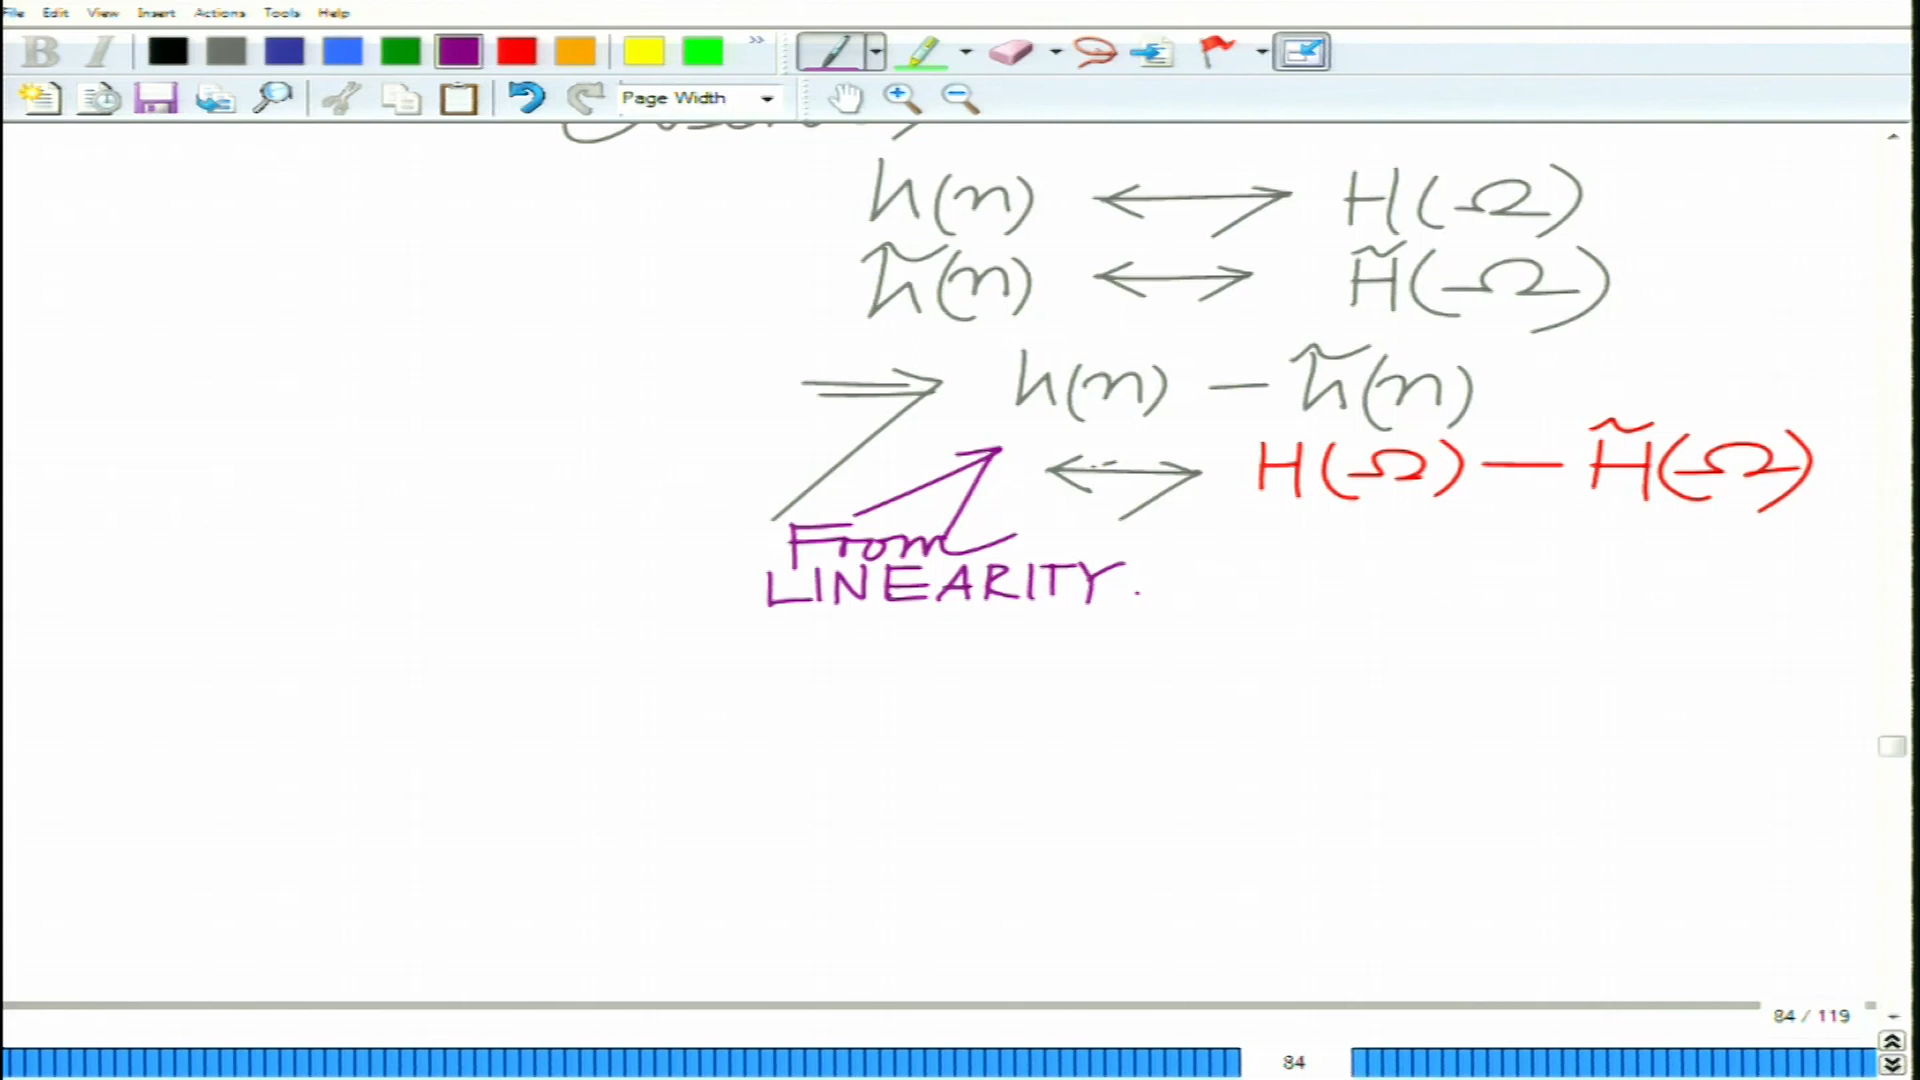 File Edit View Insert Actions Tools Help
B I
Page Width
h(n) ⟷ H(Ω)
h̃(n) ⟷ H̃(Ω)
⇒ h(n) − h̃(n)
⟷ H(Ω) − H̃(Ω)
From
LINEARITY.
84 / 119
84